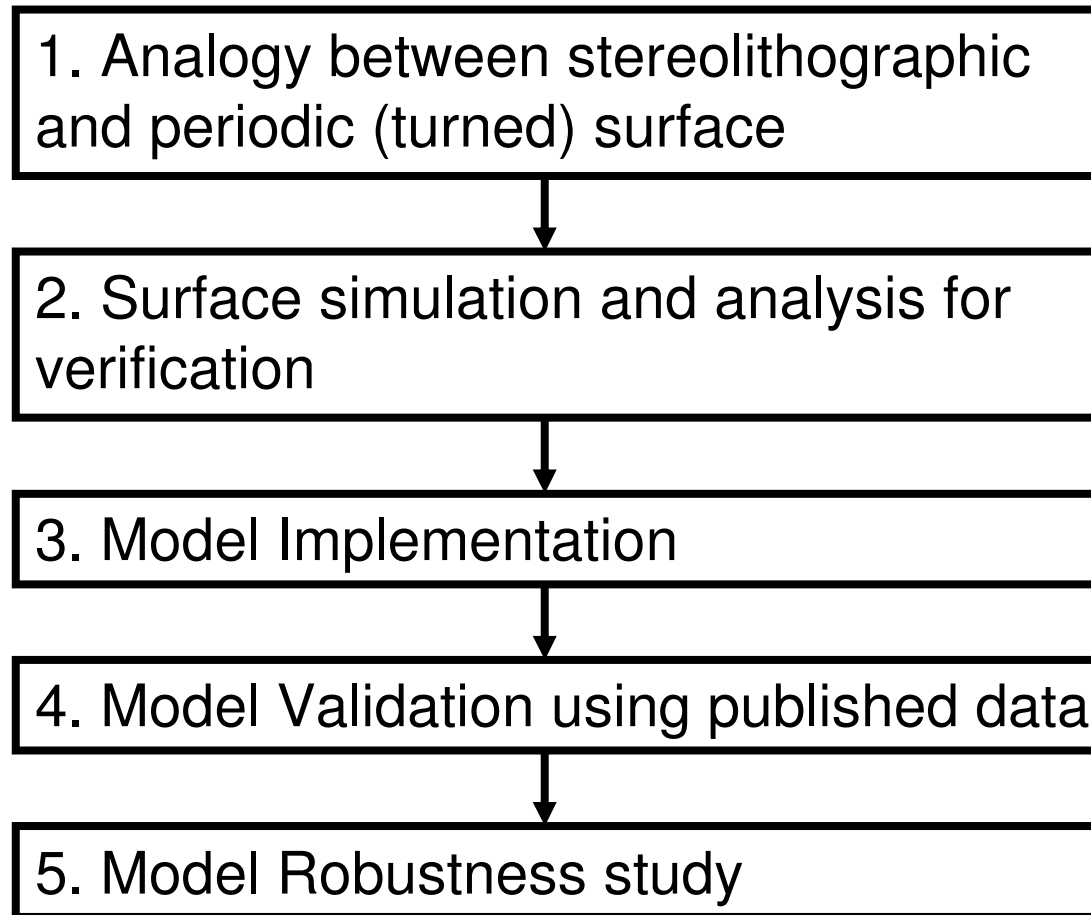 1. Analogy between stereolithographic
and periodic (turned) surface
2. Surface simulation and analysis for
verification
3. Model Implementation
4. Model Validation using published data
5. Model Robustness study